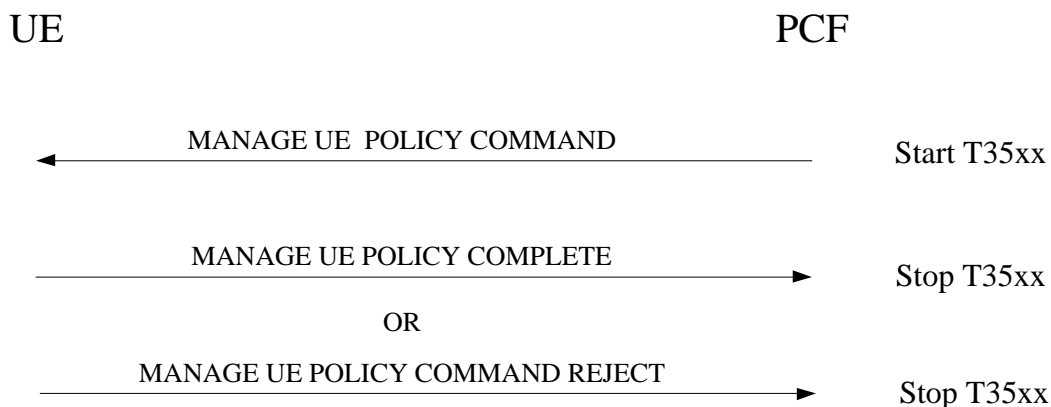 UE PCF
MANAGE UE POLICY COMMAND Start T35xx
MANAGE UE POLICY COMPLETE Stop T35xx
OR
MANAGE UE POLICY COMMAND REJECT Stop T35xx